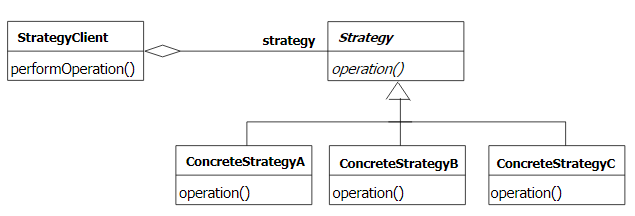 StrategyClient
performOperation()
strategy
Strategy
operation()
ConcreteStrategyA
operation()
ConcreteStrategyB
operation()
ConcreteStrategyC
operation()